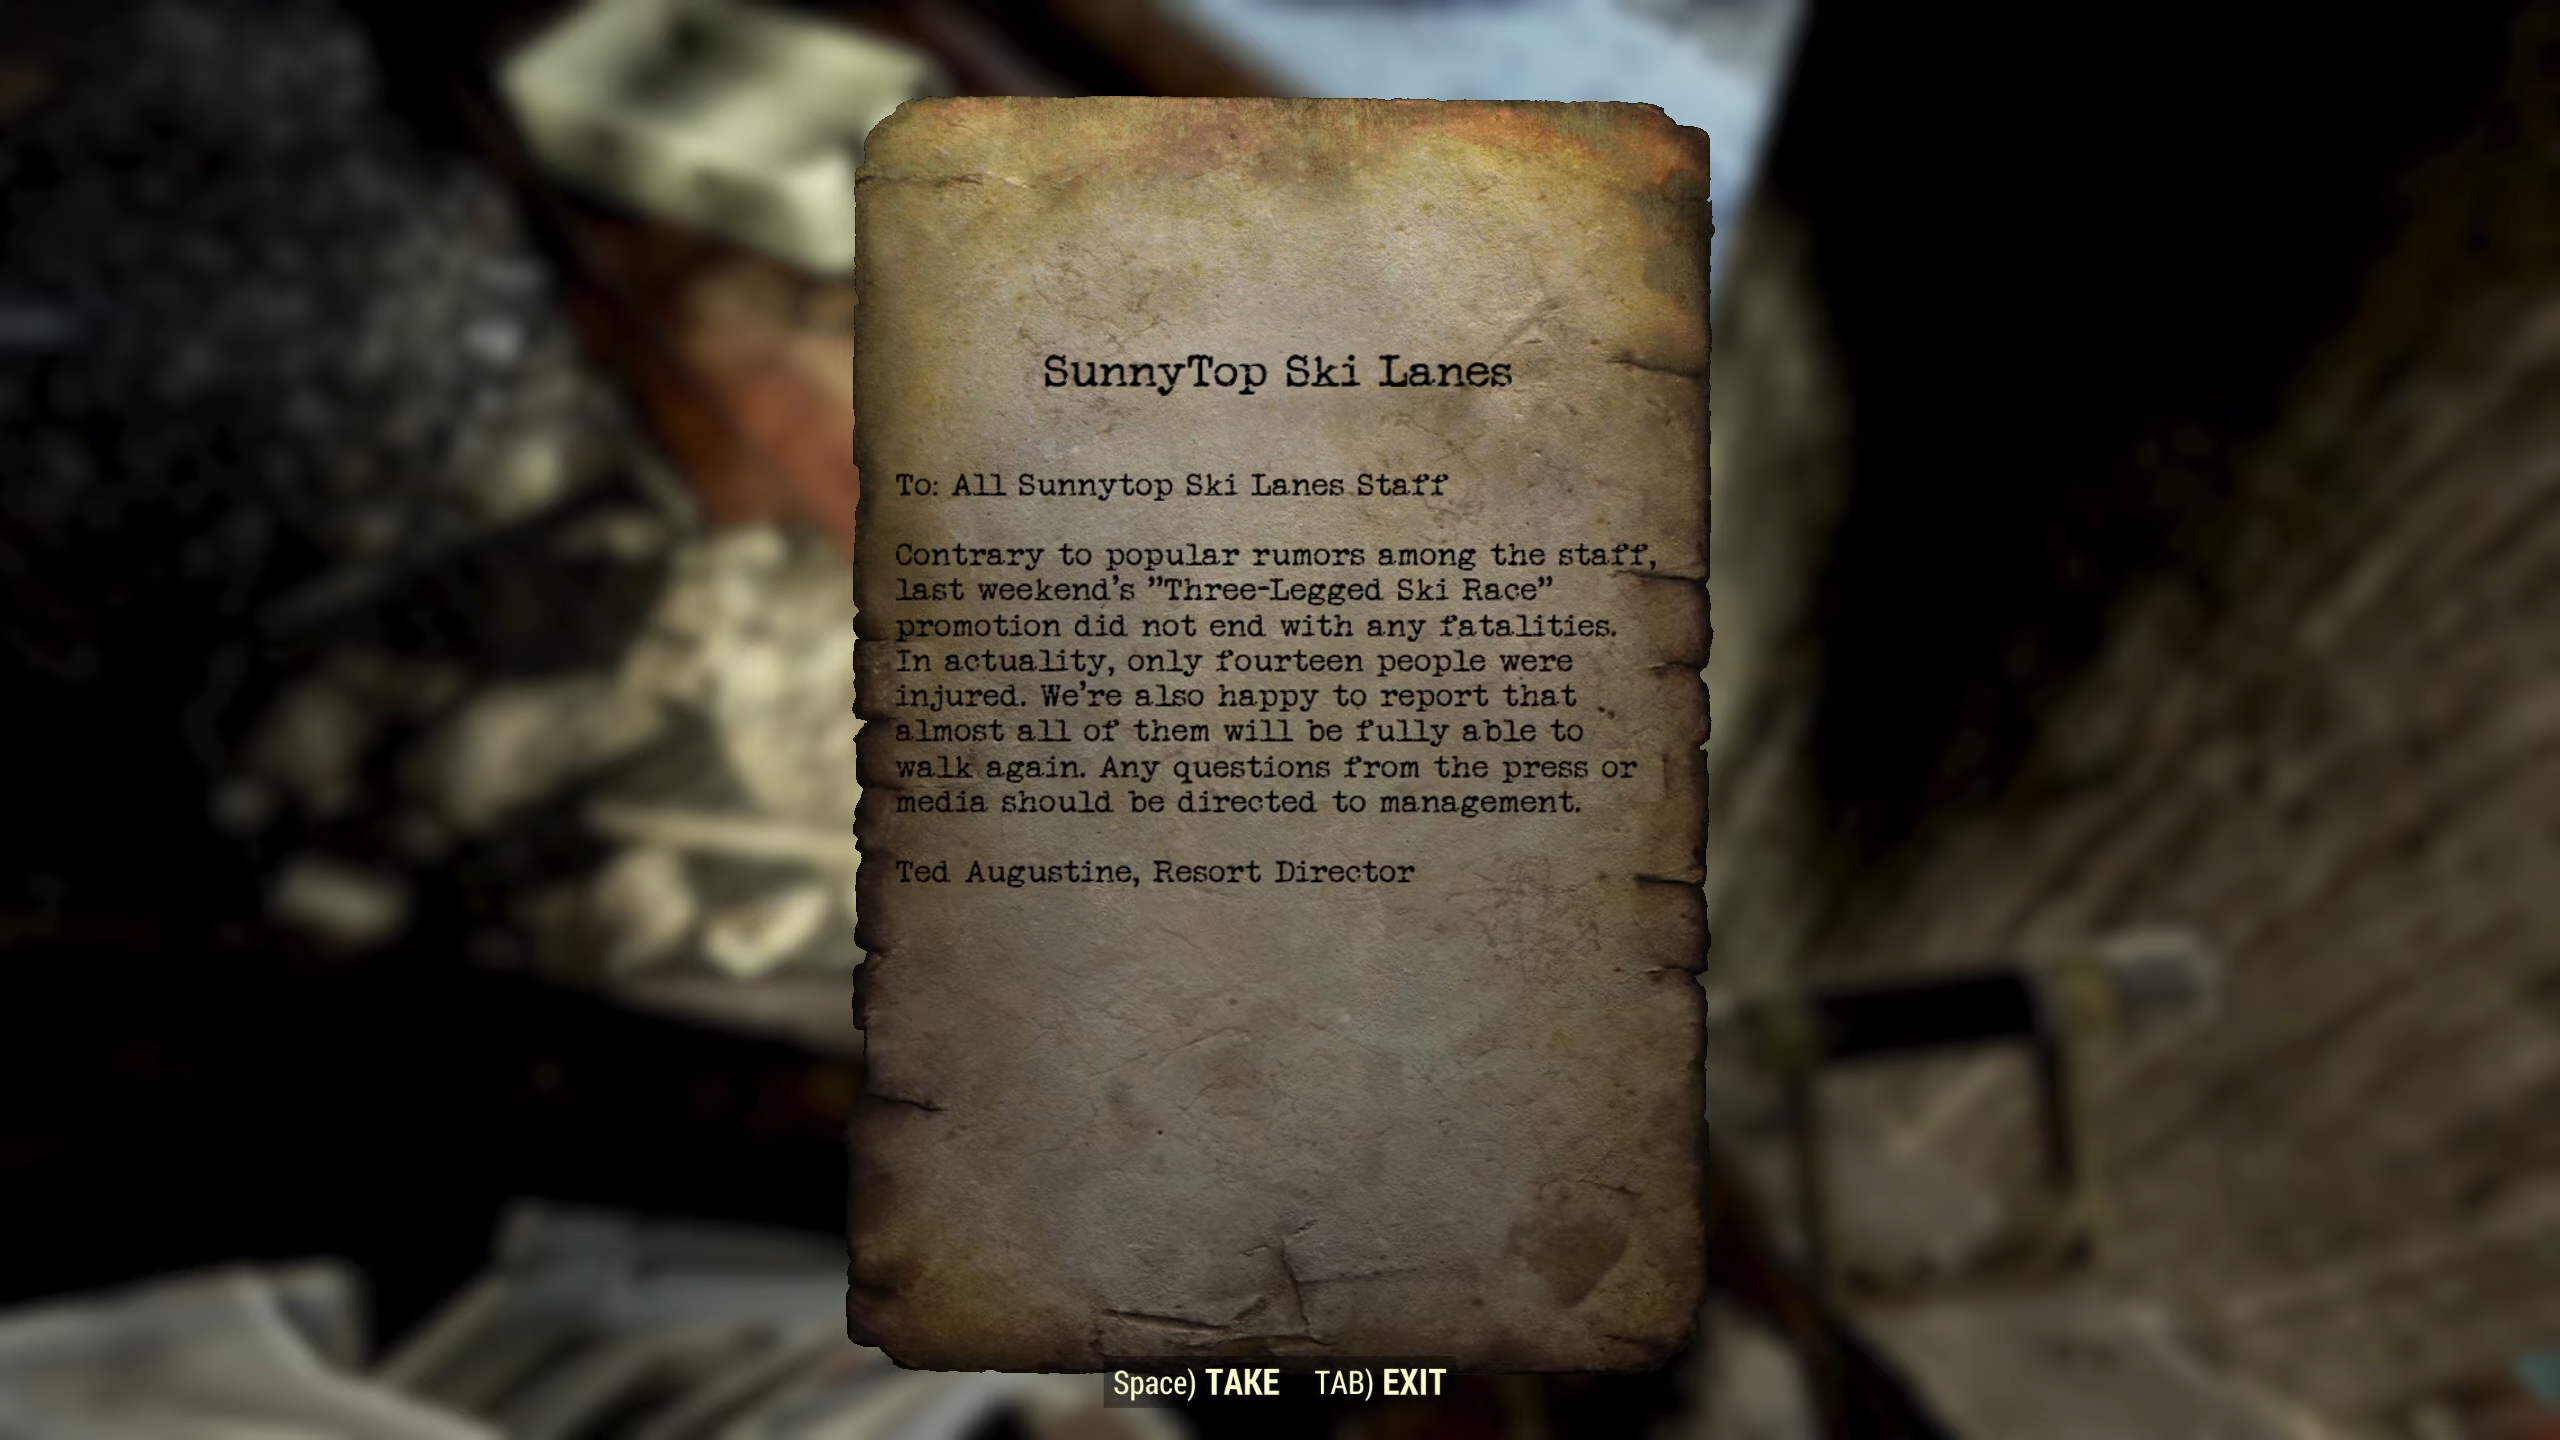 SunnyTop Ski Lanes
To: All Sunnytop Ski Lanes Staff
Contrary to popular rumors among the staff,
last weekend's ”Three-Legged Ski Race”
promotion did not end with any fatalities.
In actuality, only fourteen people were
injured. We're also happy to report that
almost all of them will be fully able to
walk again. Any questions from the press or
media should be directed to management.
Ted Augustine, Resort Director
Space) TAKE TAB) EXIT